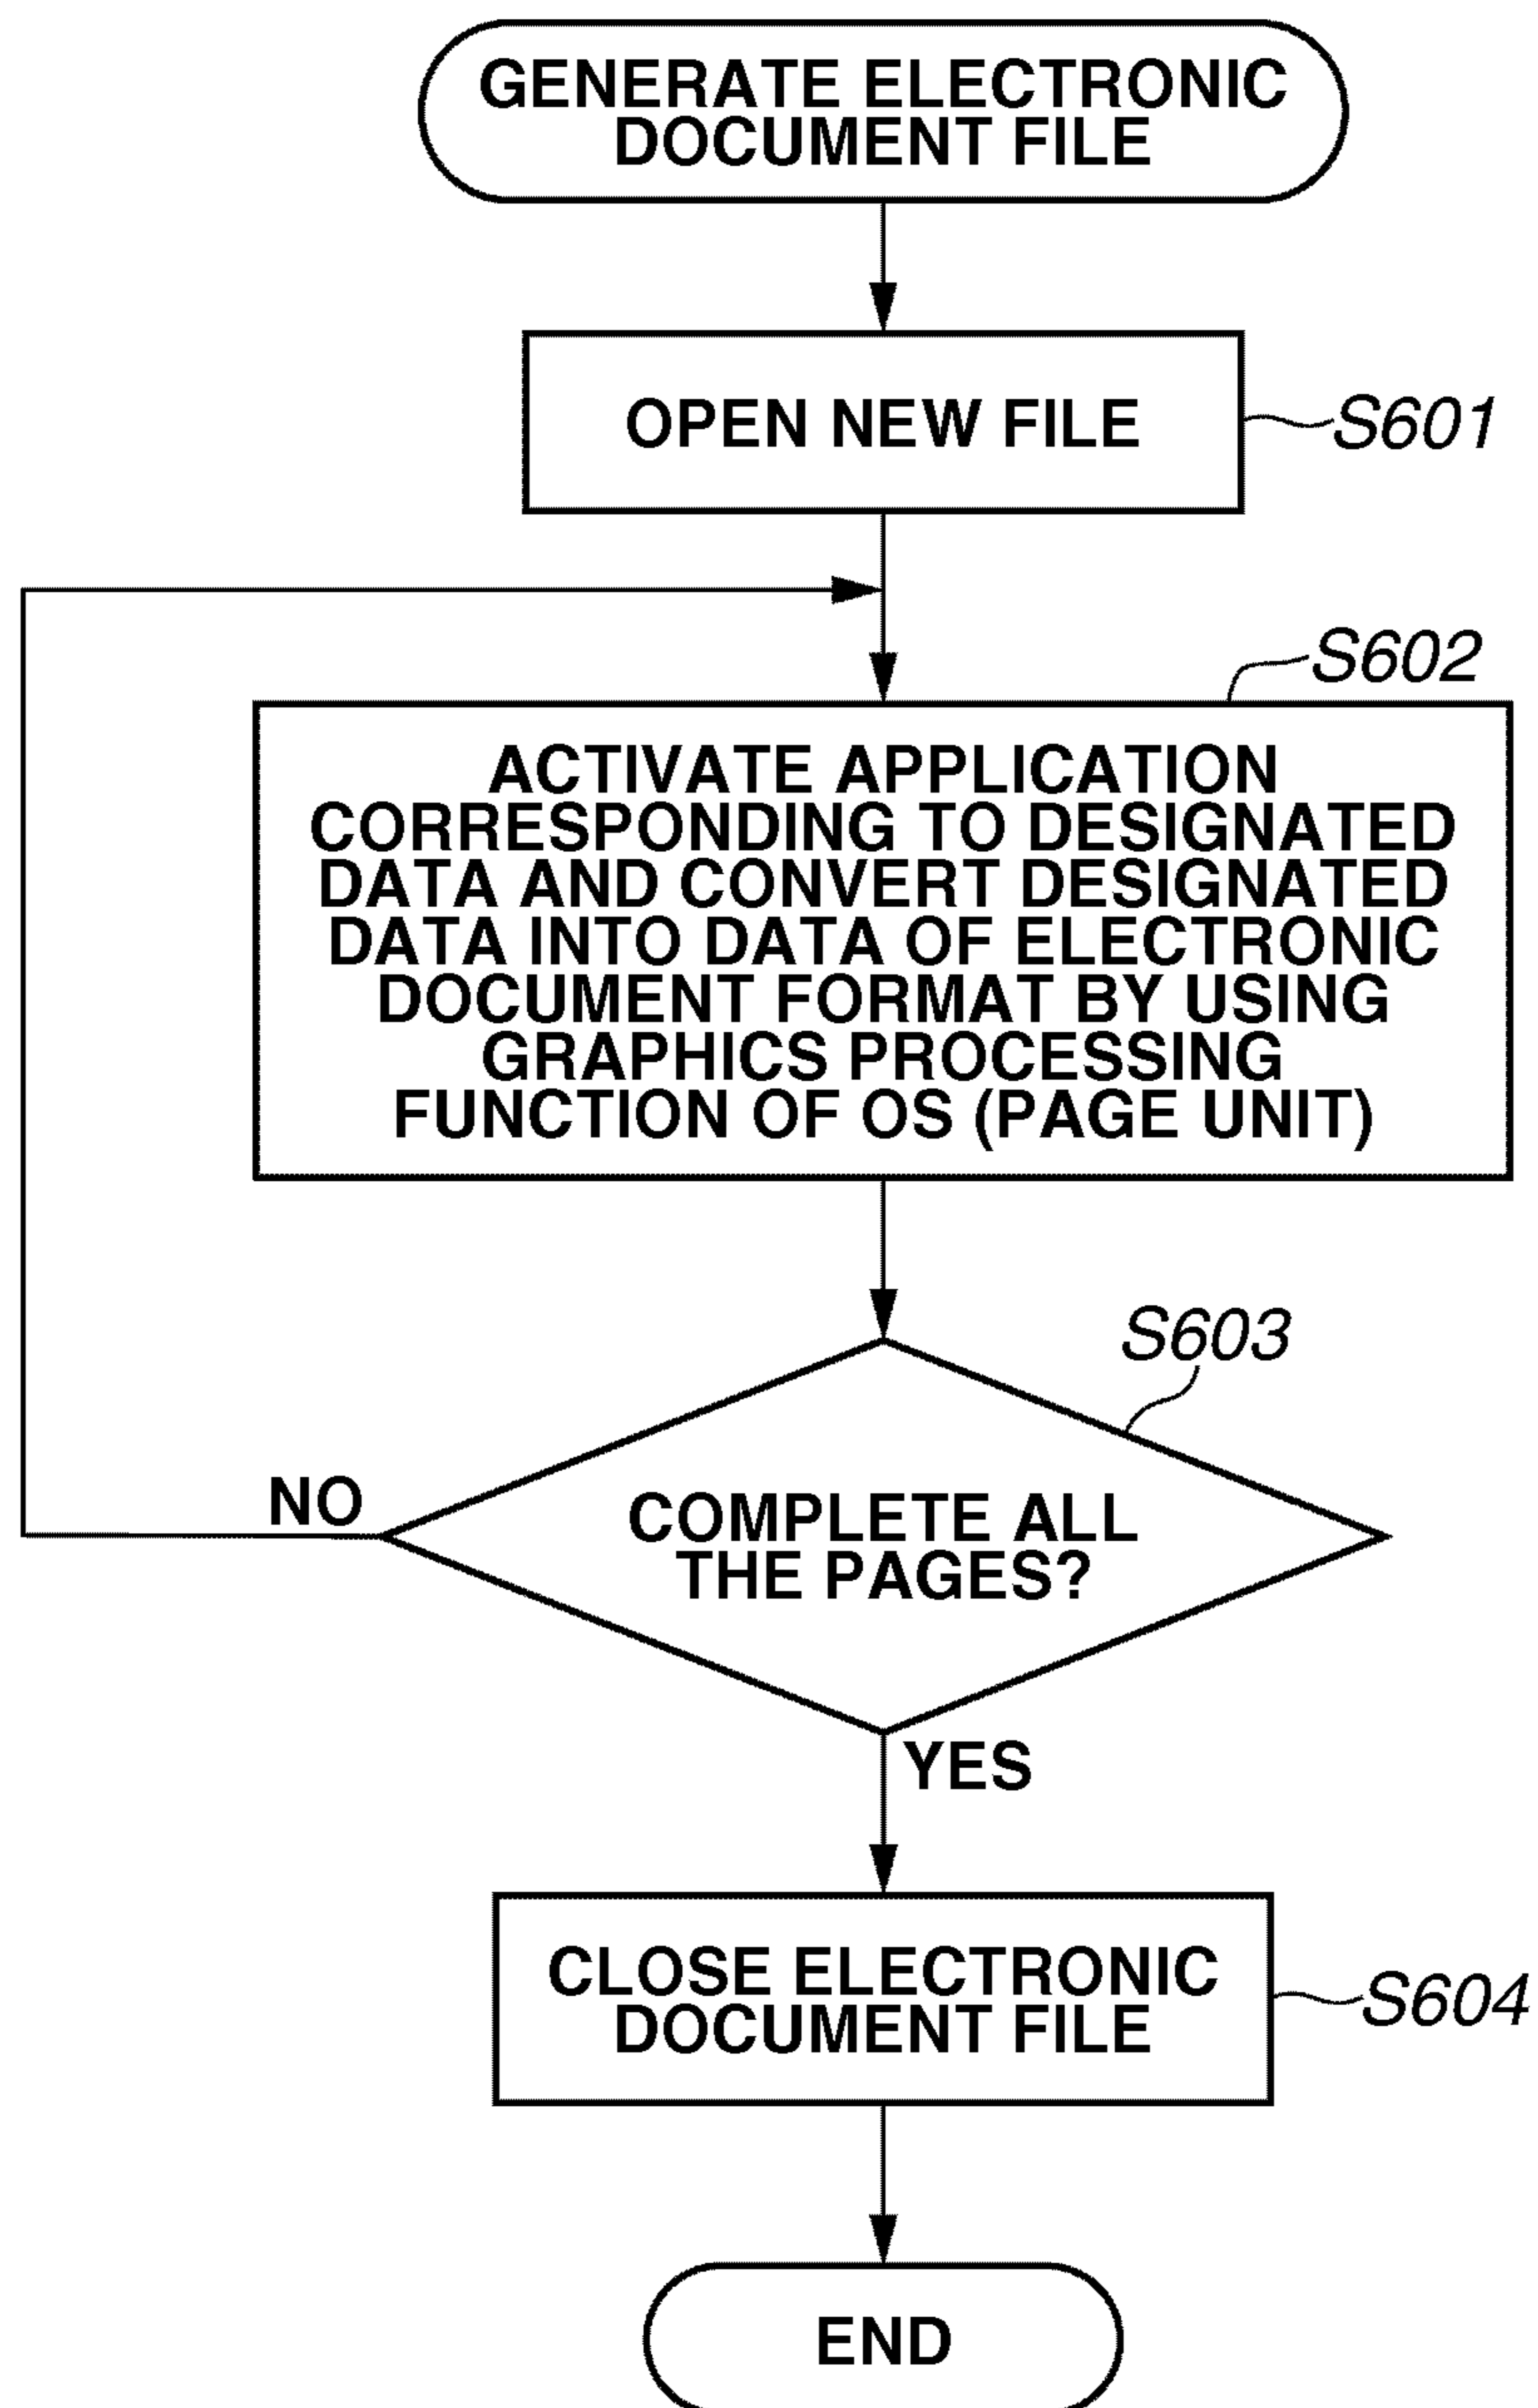 GENERATE ELECTRONIC
DOCUMENT FILE
OPEN NEW FILE
S601
S602
ACTIVATE APPLICATION
CORRESPONDING TO DESIGNATED
DATA AND CONVERT DESIGNATED
DATA INTO DATA OF ELECTRONIC
DOCUMENT FORMAT BY USING
GRAPHICS PROCESSING
FUNCTION OF OS (PAGE UNIT)
S603
NO
COMPLETE ALL
THE PAGES?
YES
CLOSE ELECTRONIC
DOCUMENT FILE
S604
END